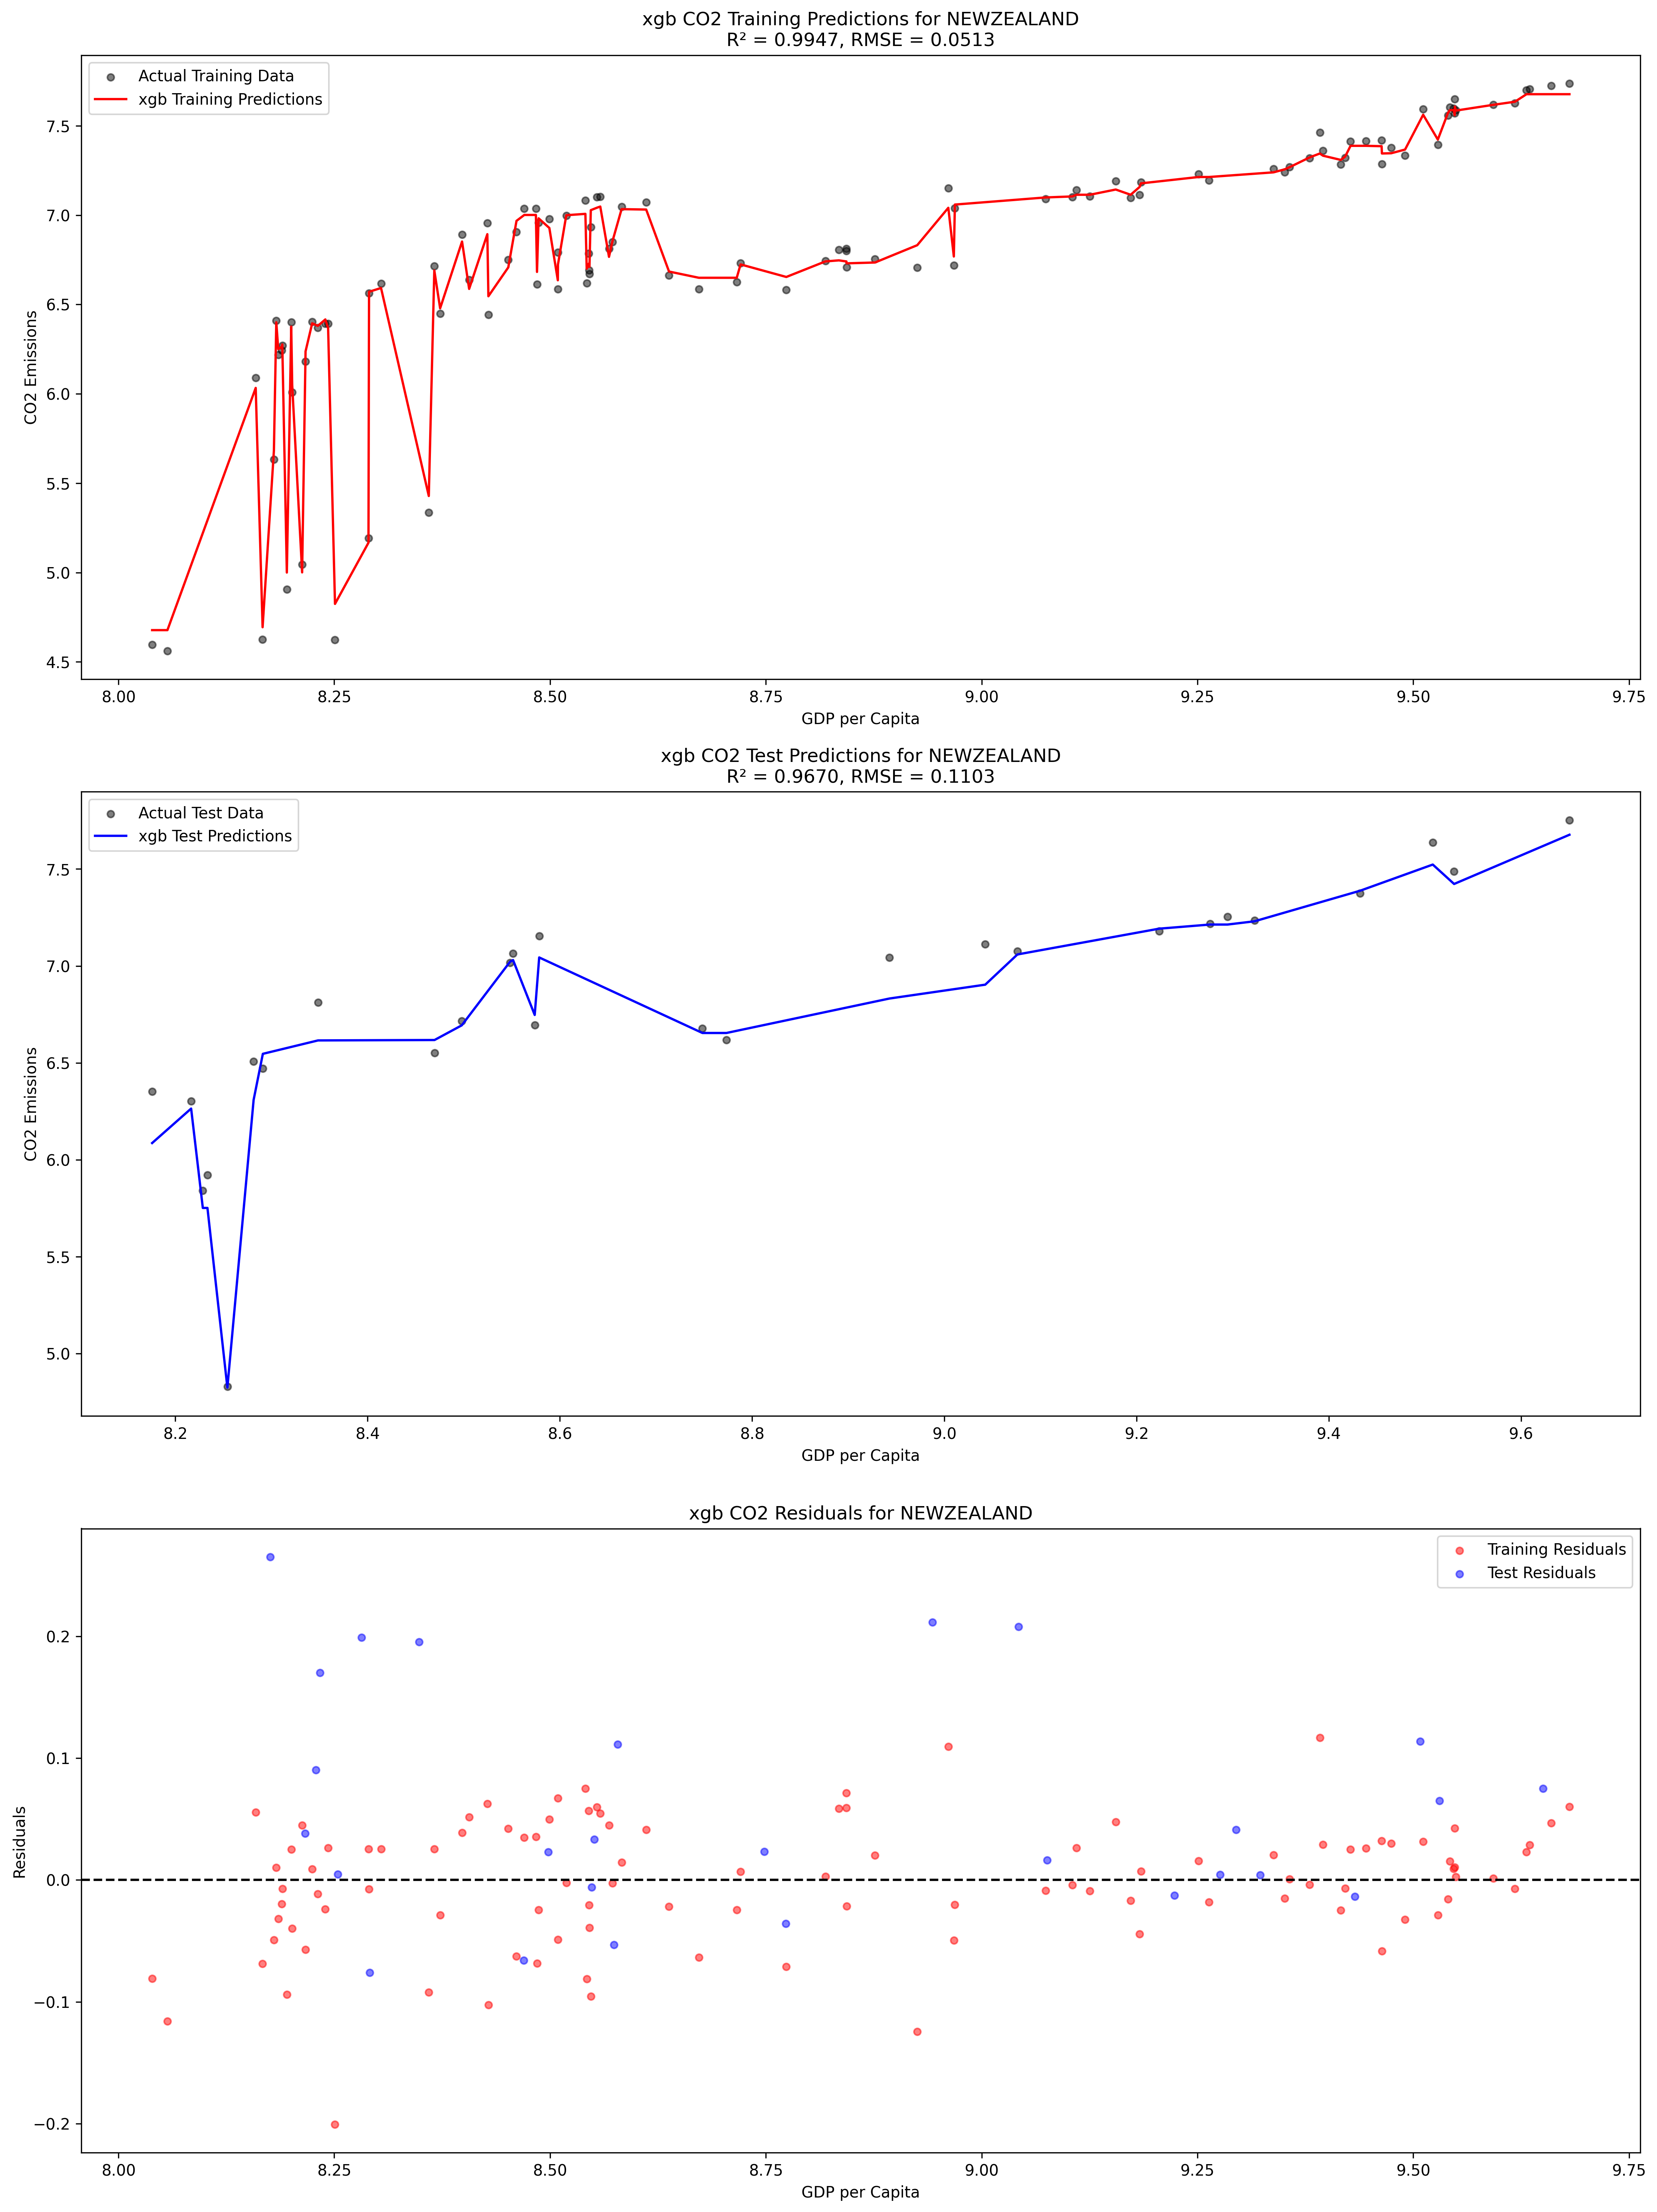 xgb CO2 Training Predictions for NEWZEALAND
R² = 0.9947, RMSE = 0.0513
Actual Training Data
xgb Training Predictions
CO2 Emissions
7.5
7.0
6.5
6.0
5.5
5.0
4.5
8.00 8.25 8.50 8.75 9.00 9.25 9.50 9.75
GDP per Capita
xgb CO2 Test Predictions for NEWZEALAND
R² = 0.9670, RMSE = 0.1103
Actual Test Data
xgb Test Predictions
CO2 Emissions
7.5
7.0
6.5
6.0
5.5
5.0
8.2 8.4 8.6 8.8 9.0 9.2 9.4 9.6
GDP per Capita
xgb CO2 Residuals for NEWZEALAND
Training Residuals
Test Residuals
Residuals
0.2
0.1
0.0
−0.1
−0.2
8.00 8.25 8.50 8.75 9.00 9.25 9.50 9.75
GDP per Capita